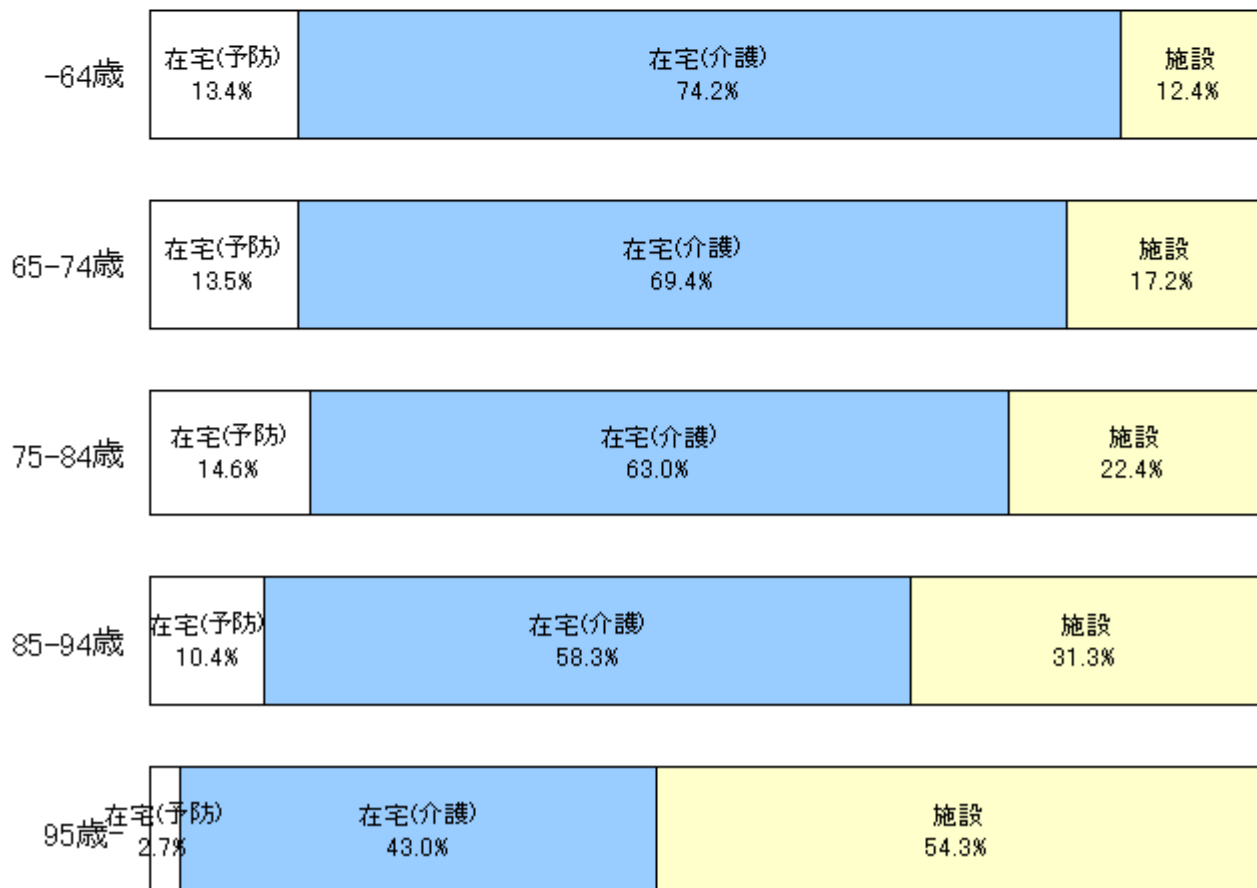 -64歳
在宅(予防)
13.4%
在宅(介護)
74.2%
施設
12.4%
65-74歳
在宅(予防)
13.5%
在宅(介護)
69.4%
施設
17.2%
75-84歳
在宅(予防)
14.6%
在宅(介護)
63.0%
施設
22.4%
85-94歳
在宅(予防)
10.4%
在宅(介護)
58.3%
施設
31.3%
95歳-
在宅(予防)
2.7%
在宅(介護)
43.0%
施設
54.3%